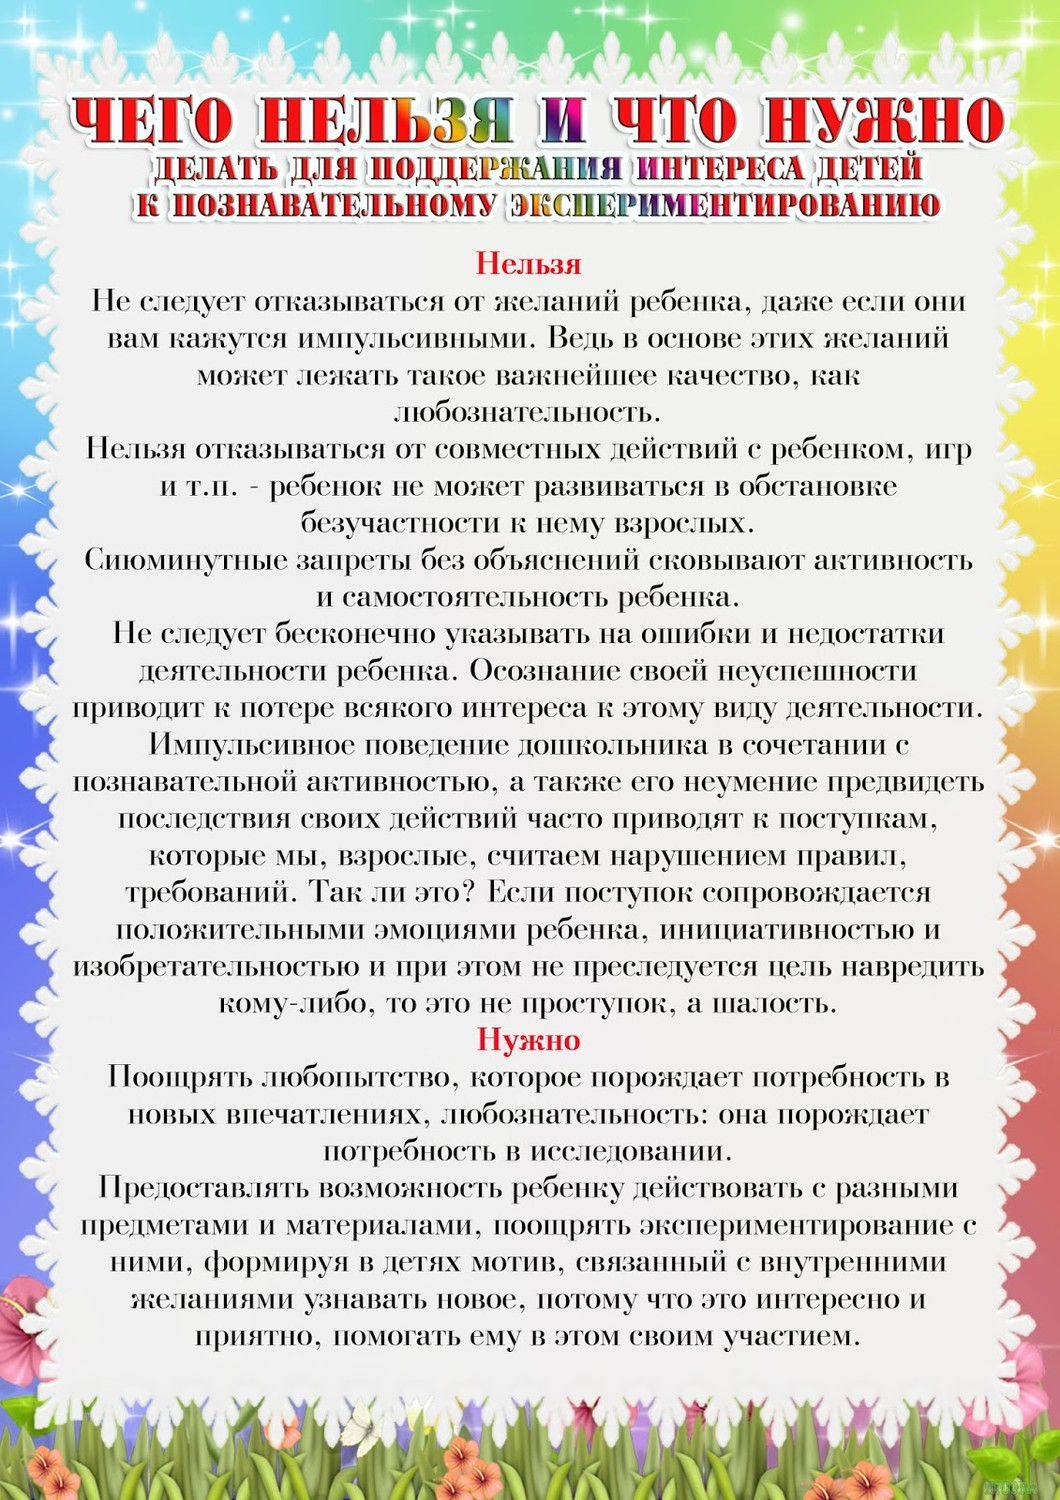 ЧЕГО НЕЛЬЗЯ И ЧТО НУЖНО
ДЕЛАТЬ ДЛЯ ПОДДЕРЖАНИЯ ИНТЕРЕСА ДЕТЕЙ
К ПОЗНАВАТЕЛЬНОМУ ЭКСПЕРИМЕНТИРОВАНИЮ
Нельзя
Не следует отказываться от желаний ребенка, даже если они
вам кажутся импульсивными. Ведь в основе этих желаний
может лежать такое важнейшее качество, как
любознательность.
Нельзя отказываться от совместных действий с ребенком, игр
и т.п. - ребенок не может развиваться в обстановке
безучастности к нему взрослых.
Сиюминутные запреты без объяснений сковывают активность
и самостоятельность ребенка.
Не следует бесконечно указывать на ошибки и недостатки
деятельности ребенка. Осознание своей неуспешности
приводит к потере всякого интереса к этому виду деятельности.
Импульсивное поведение дошкольника в сочетании с
познавательной активностью, а также его неумение предвидеть
последствия своих действий часто приводят к поступкам,
которые мы, взрослые, считаем нарушением правил,
требований. Так ли это? Если поступок сопровождается
положительными эмоциями ребенка, инициативностью и
изобретательностью и при этом не преследуется цель навредить
кому-либо, то это не проступок, а шалость.
Нужно
Поощрять любопытство, которое порождает потребность в
новых впечатлениях, любознательность: она порождает
потребность в исследовании.
Предоставлять возможность ребенку действовать с разными
предметами и материалами, поощрять экспериментирование с
ними, формируя в детях мотив, связанный с внутренними
желаниями узнавать новое, потому что это интересно и
приятно, помогать ему в этом своим участием.